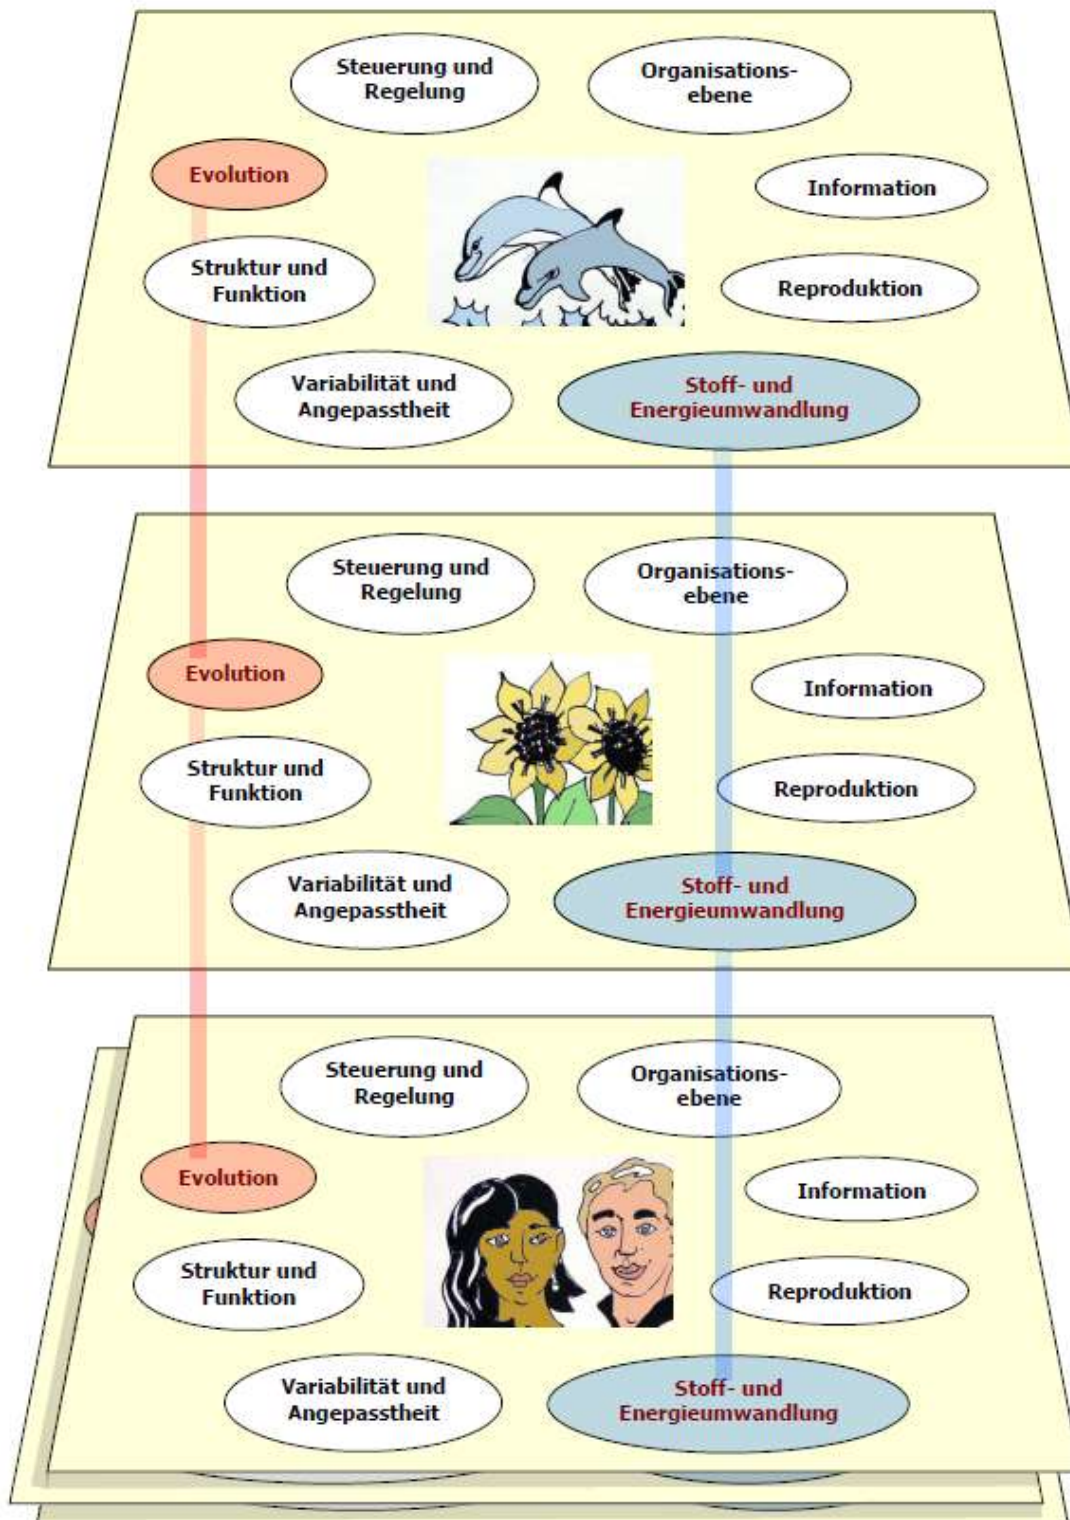 Steuerung und
Regelung
Organisations-
ebene
Evolution
Information
Struktur und
Funktion
Reproduktion
Variabilität und
Angepasstheit
Stoff- und
Energieumwandlung
Steuerung und
Regelung
Organisations-
ebene
Evolution
Information
Struktur und
Funktion
Reproduktion
Variabilität und
Angepasstheit
Stoff- und
Energieumwandlung
Steuerung und
Regelung
Organisations-
ebene
Evolution
Information
Struktur und
Funktion
Reproduktion
Variabilität und
Angepasstheit
Stoff- und
Energieumwandlung